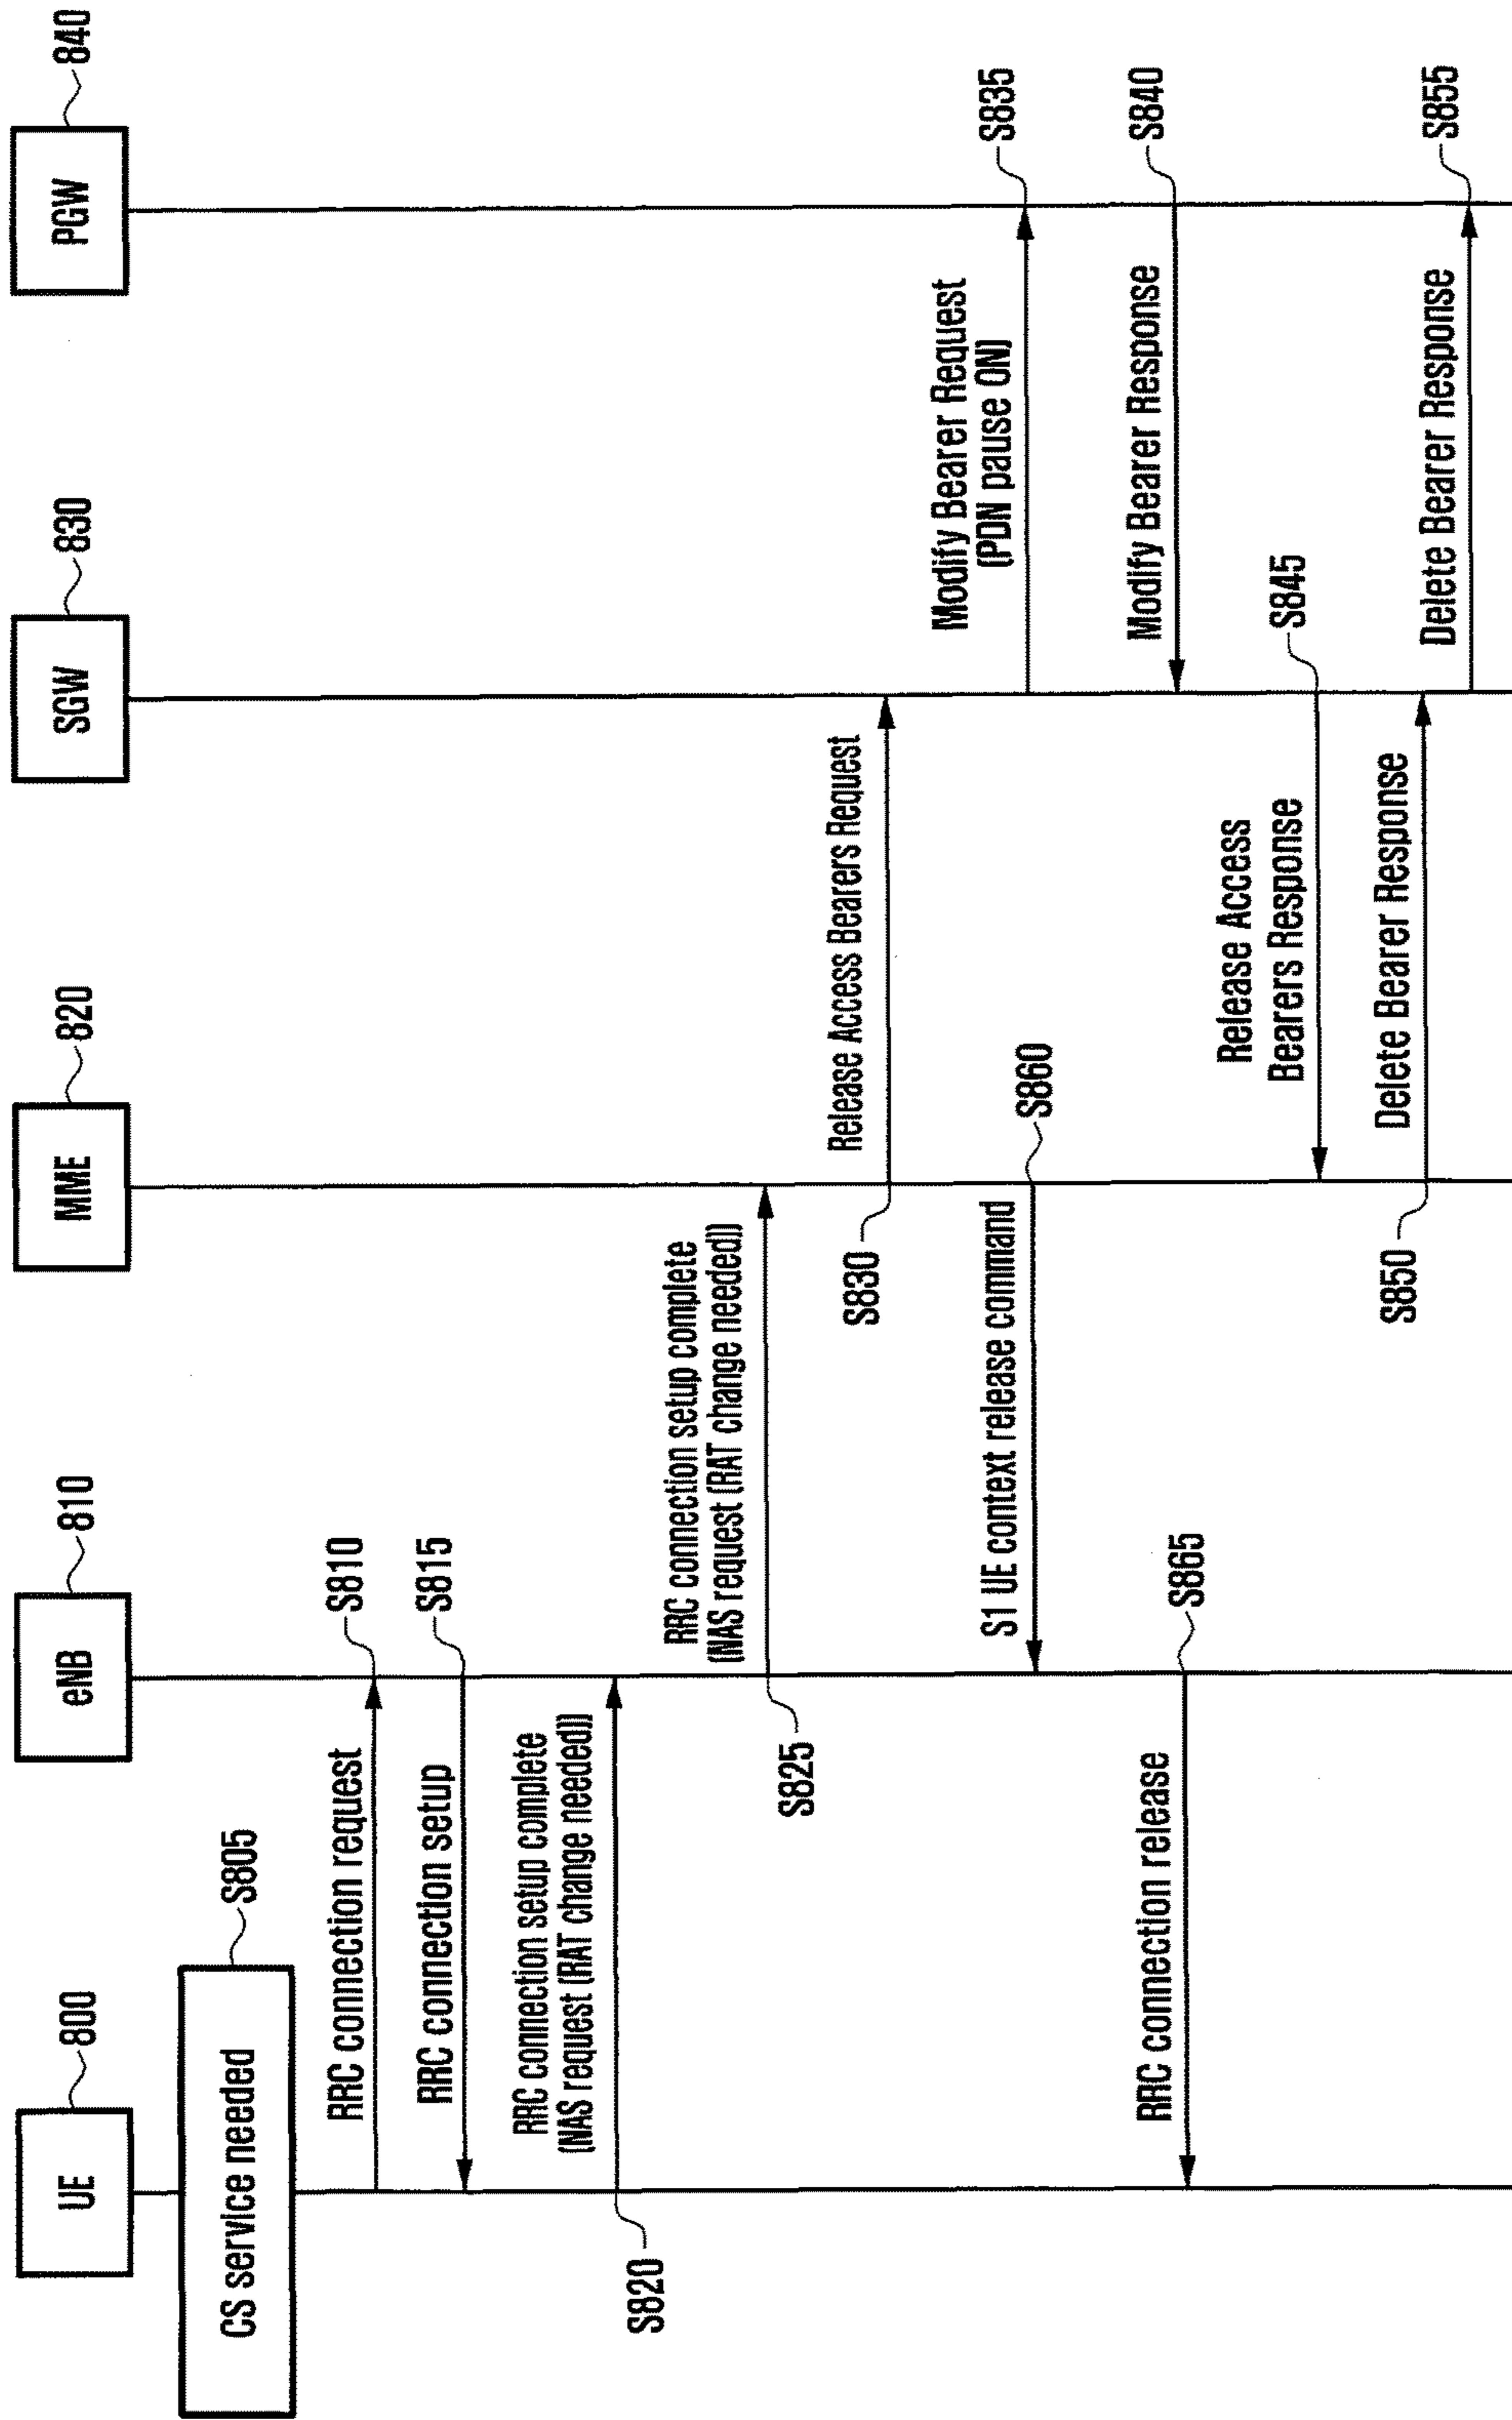 UE
800
eNB
810
MME
820
SGW
830
PGW
840
CS service needed
S805
RRC connection request
S810
RRC connection setup
S815
RRC connection setup complete
(NAS request (RAT change needed))
S820
RRC connection setup complete
(NAS request (RAT change needed))
S825
Release Access Bearers Request
S830
Modify Bearer Request
(PDN pause ON)
S835
S1 UE context release command
S860
Modify Bearer Response
S840
RRC connection release
S865
Release Access
Bearers Response
S845
Delete Bearer Response
S850
Delete Bearer Response
S855